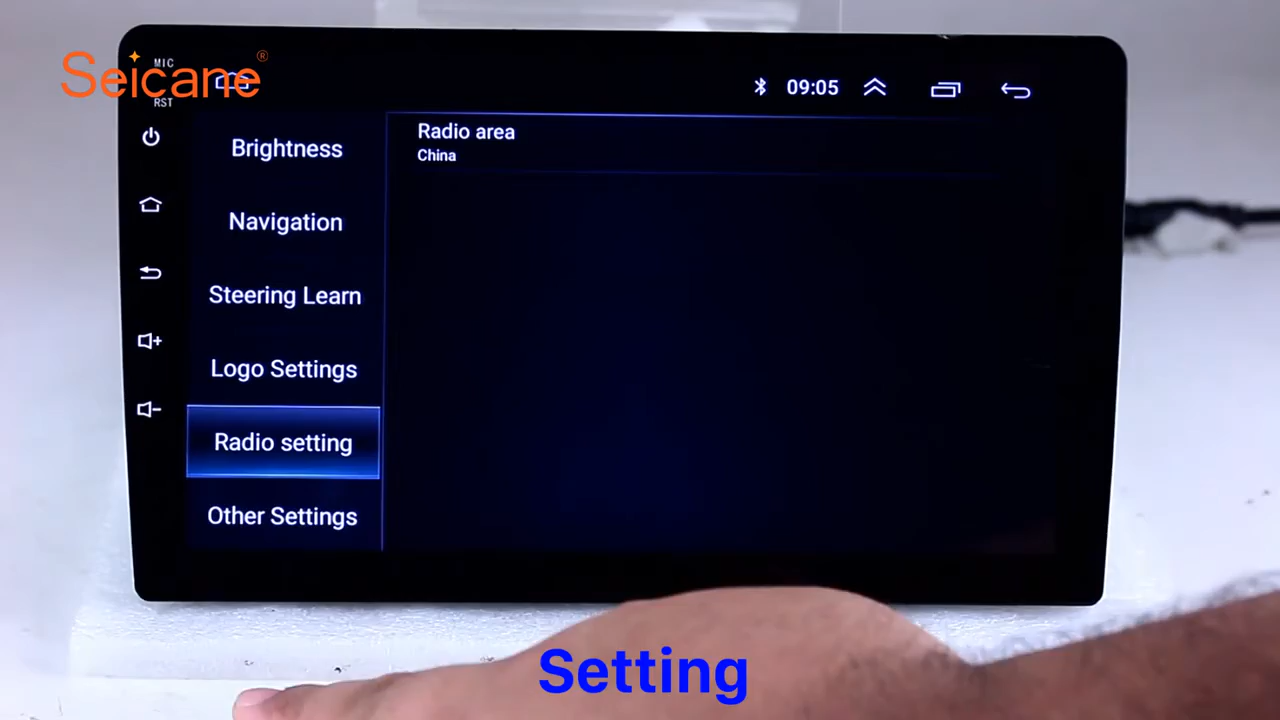 Seicane®
MIC
RST
09:05
Brightness
Navigation
Steering Learn
Logo Settings
Radio setting
Other Settings
Radio area
China
Setting